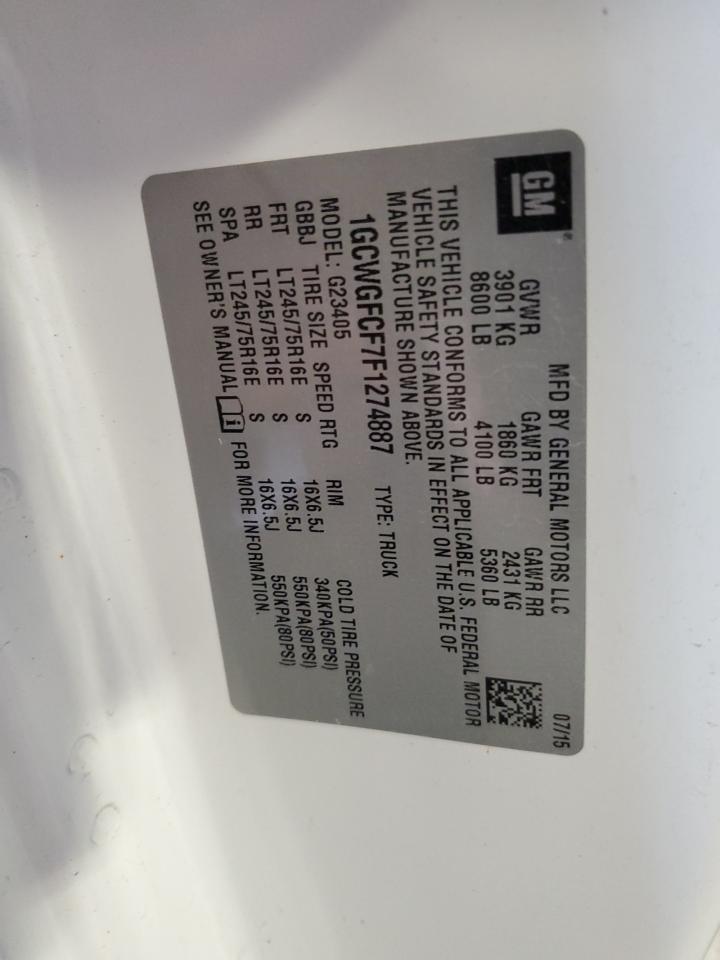 GM
®
MFD BY GENERAL MOTORS LLC 07/15
GVWR GAWR FRT GAWR RR
3901 KG 1860 KG 2431 KG
8600 LB 4100 LB 5360 LB
THIS VEHICLE CONFORMS TO ALL APPLICABLE U.S. FEDERAL MOTOR
VEHICLE SAFETY STANDARDS IN EFFECT ON THE DATE OF
MANUFACTURE SHOWN ABOVE.
1GCWGFCF7F1274887 TYPE: TRUCK
MODEL: G23405
GBBJ TIRE SIZE SPEED RTG RIM COLD TIRE PRESSURE
FRT LT245/75R16E S 16X6.5J 340KPA(50PSI)
RR LT245/75R16E S 16X6.5J 550KPA(80PSI)
SPA LT245/75R16E S 16X6.5J 550KPA(80PSI)
SEE OWNER'S MANUAL FOR MORE INFORMATION.